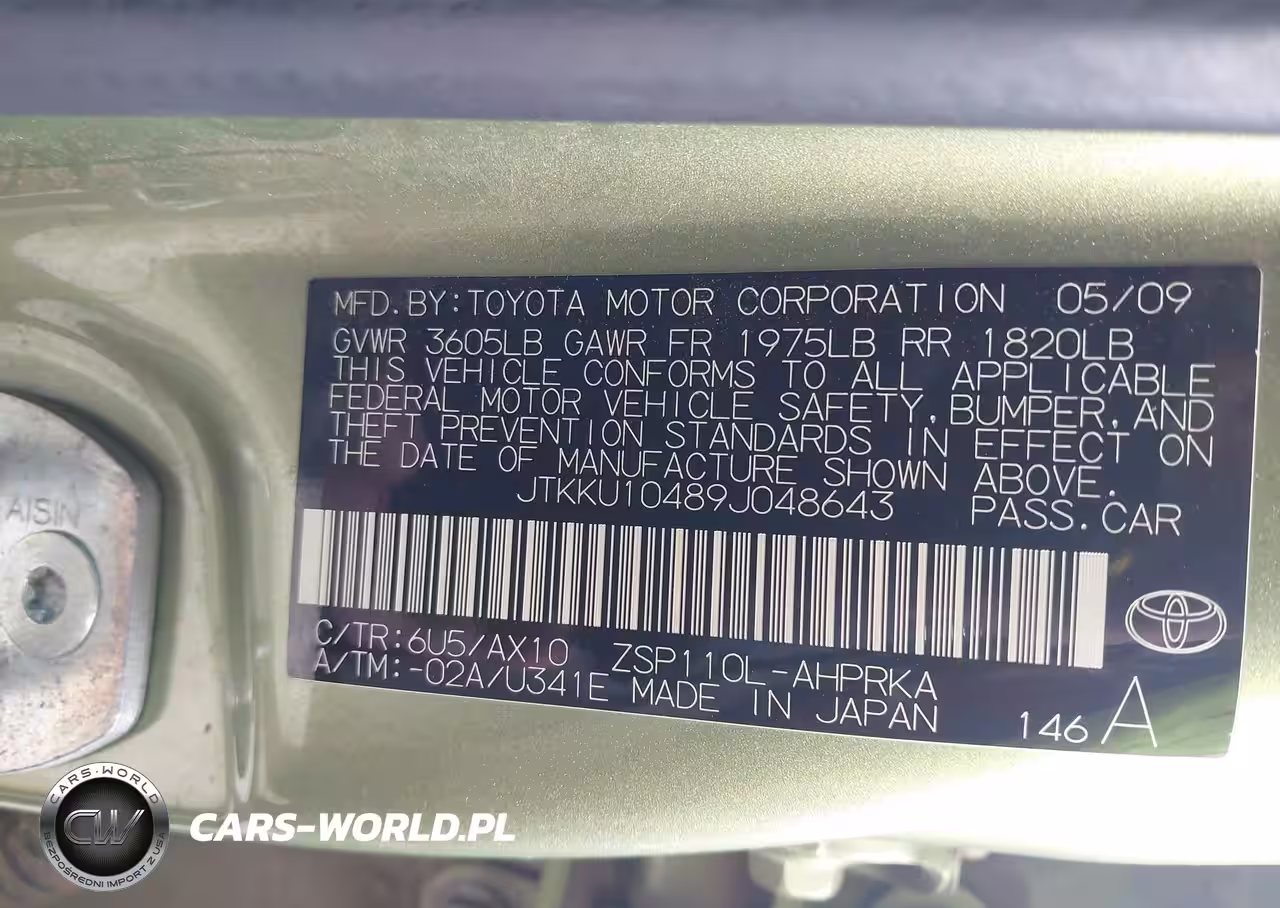 MFD. BY: TOYOTA MOTOR CORPORATION 05/09
GVWR 3605LB GAWR FR 1975LB RR 1820LB
THIS VEHICLE CONFORMS TO ALL APPLICABLE
FEDERAL MOTOR VEHICLE SAFETY, BUMPER, AND
THEFT PREVENTION STANDARDS IN EFFECT ON
THE DATE OF MANUFACTURE SHOWN ABOVE.
JTKKU10489J048643 PASS. CAR
C/TR: 6U5/AX10 ZSP110L-AHPRKA
A/TM: -02A/U341E MADE IN JAPAN
146 A
AISIN
CARS-WORLD
CW
BEZPOŚREDNI IMPORT Z USA
CARS-WORLD.PL